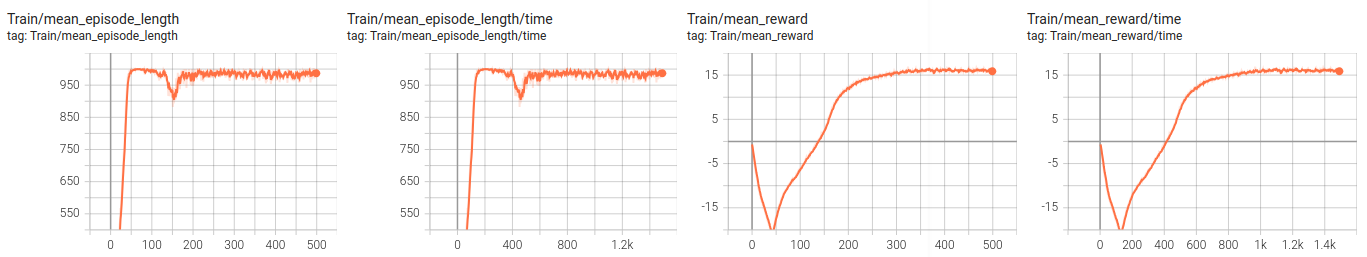 Train/mean_episode_length
tag: Train/mean_episode_length
950
850
750
650
550
0 100 200 300 400 500
Train/mean_episode_length/time
tag: Train/mean_episode_length/time
950
850
750
650
550
0 400 800 1.2k
Train/mean_reward
tag: Train/mean_reward
15
5
-5
-15
0 100 200 300 400 500
Train/mean_reward/time
tag: Train/mean_reward/time
15
5
-5
-15
0 200 400 600 800 1k 1.2k 1.4k